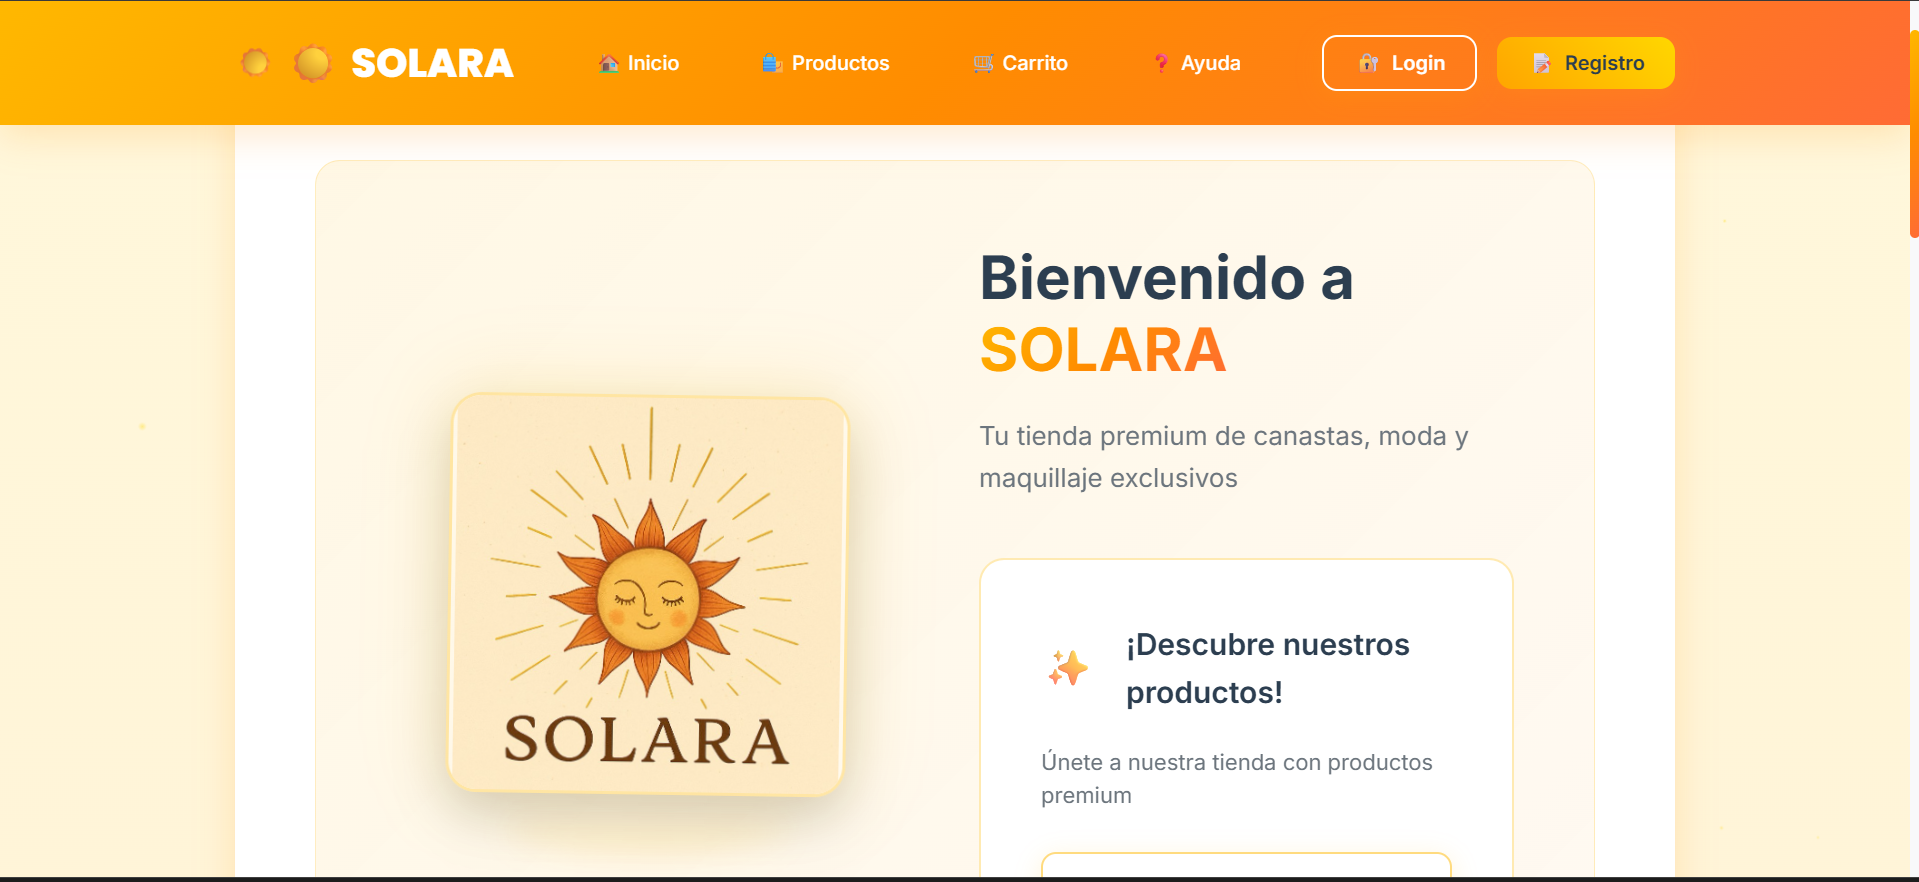 SOLARA
Inicio
Productos
Carrito
Ayuda
Login
Registro
Bienvenido a
SOLARA
Tu tienda premium de canastas, moda y
maquillaje exclusivos
SOLARA
¡Descubre nuestros
productos!
Únete a nuestra tienda con productos
premium